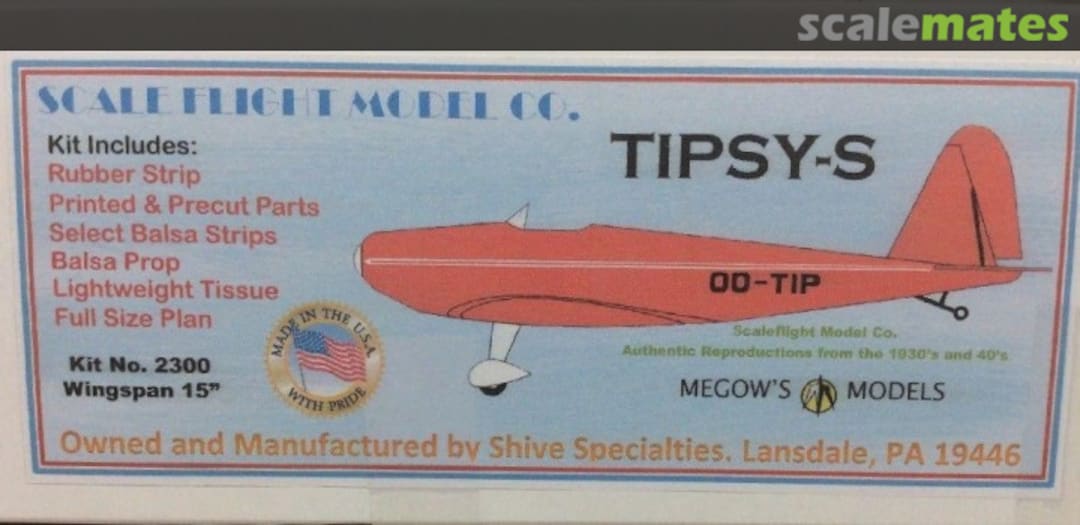 scalemates
SCALE FLIGHT MODEL CO.
Kit Includes:
Rubber Strip
Printed & Precut Parts
Select Balsa Strips
Balsa Prop
Lightweight Tissue
Full Size Plan
Kit No. 2300
Wingspan 15”
MADE IN THE U.S.A
WITH PRIDE
TIPSY-S
OO-TIP
Scaleflight Model Co.
Authentic Reproductions from the 1930's and 40's
MEGOW'S MODELS
Owned and Manufactured by Shive Specialties. Lansdale, PA 19446